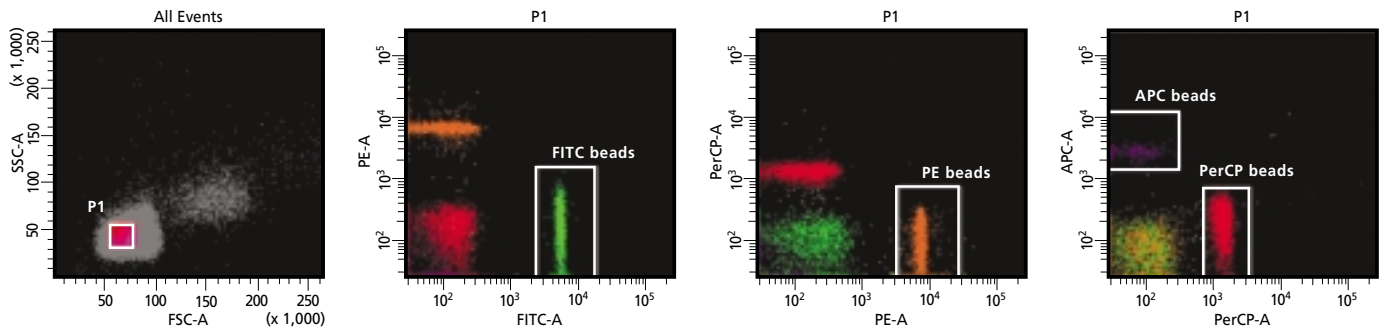 All Events
(x 1,000)
250
200
150
100
50
SSC-A
P1
50
100
150
200
250
FSC-A
(x 1,000)
P1
10⁵
10⁴
10³
10²
PE-A
FITC beads
10²
10³
10⁴
10⁵
FITC-A
P1
10⁵
10⁴
10³
10²
PerCP-A
PE beads
10²
10³
10⁴
10⁵
PE-A
P1
10⁵
10⁴
10³
10²
APC-A
APC beads
PerCP beads
10²
10³
10⁴
10⁵
PerCP-A